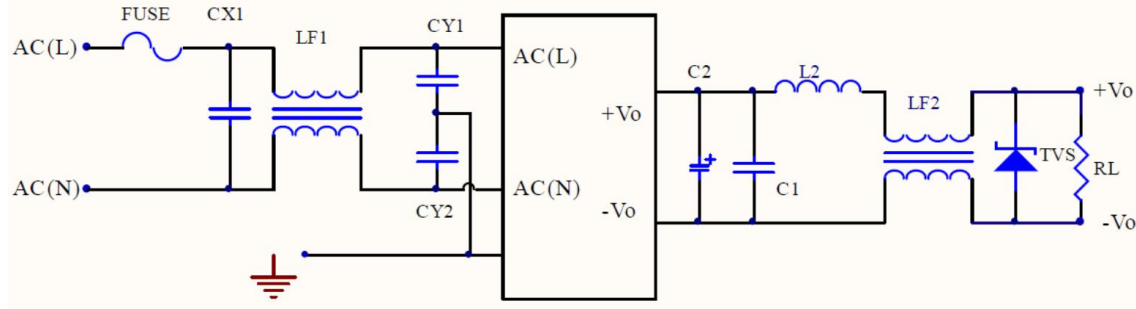 FUSE
CX1
LF1
CY1
AC(L)
AC(L)
C2
L2
LF2
+Vo
+Vo
TVS
RL
C1
AC(N)
AC(N)
CY2
-Vo
-Vo